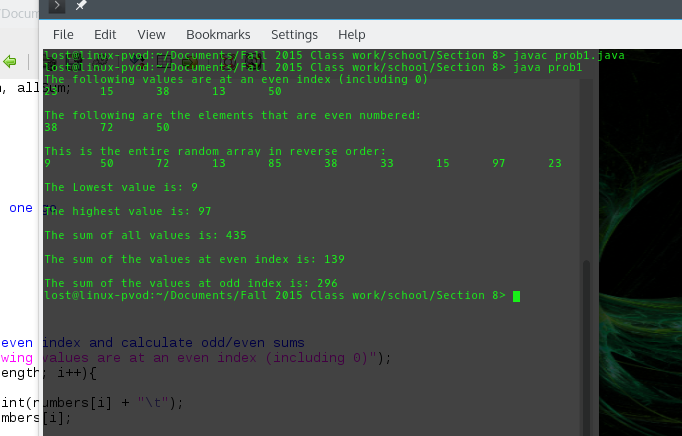 /Docum
File Edit View Bookmarks Settings Help
lost@linux-pvod:~/Documents/Fall 2015 Class work/school/Section 8> javac prob1.java
lost@linux-pvod:~/Documents/Fall 2015 Class work/school/Section 8> java prob1
The following values are at an even index (including 0)
23 15 38 13 50
The following are the elements that are even numbered:
38 72 50
This is the entire random array in reverse order:
9 50 72 13 85 38 33 15 97 23
The Lowest value is: 9
The highest value is: 97
The sum of all values is: 435
The sum of the values at even index is: 139
The sum of the values at odd index is: 296
lost@linux-pvod:~/Documents/Fall 2015 Class work/school/Section 8>
one go
even index and calculate odd/even sums
wing values are at an even index (including 0)");
ength; i++){
int(numbers[i] + "\t");
mbers[i];